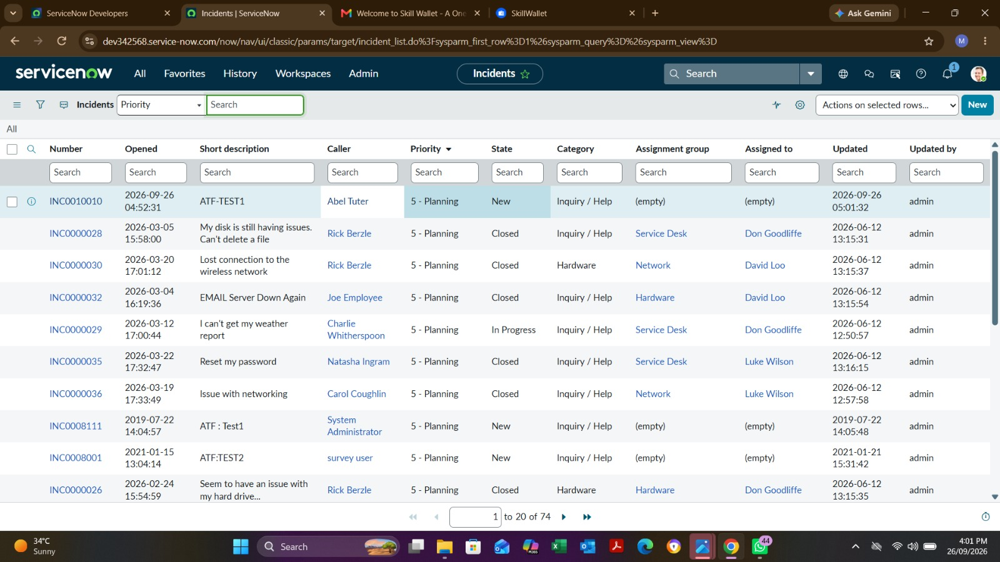 ServiceNow Developers
Incidents | ServiceNow
Welcome to Skill Wallet - A One
SkillWallet
Ask Gemini
dev342568.service-now.com/now/nav/ui/classic/params/target/incident_list.do%3Fsysparm_first_row%3D1%26sysparm_query%3D%26sysparm_view%3D
M
servicenow
All
Favorites
History
Workspaces
Admin
Incidents
Search
1
Incidents
Priority
Search
Actions on selected rows...
New
All
Number Opened Short description Caller Priority State Category Assignment group Assigned to Updated Updated by
Search Search Search Search Search Search Search Search Search Search Search
INC0010010 2026-09-26 04:52:31 ATF-TEST1 Abel Tuter 5 - Planning New Inquiry / Help (empty) (empty) 2026-09-26 05:01:32 admin
INC0000028 2026-03-05 15:58:00 My disk is still having issues. Can't delete a file Rick Berzle 5 - Planning Closed Inquiry / Help Service Desk Don Goodliffe 2026-06-12 13:15:31 admin
INC0000030 2026-03-20 17:01:12 Lost connection to the wireless network Rick Berzle 5 - Planning Closed Hardware Network David Loo 2026-06-12 13:15:37 admin
INC0000032 2026-03-04 16:19:36 EMAIL Server Down Again Joe Employee 5 - Planning Closed Inquiry / Help Hardware David Loo 2026-06-12 13:15:54 admin
INC0000029 2026-03-12 17:00:44 I can't get my weather report Charlie Whitherspoon 5 - Planning In Progress Inquiry / Help Service Desk Don Goodliffe 2026-06-12 12:50:57 admin
INC0000035 2026-03-22 17:32:47 Reset my password Natasha Ingram 5 - Planning Closed Inquiry / Help Service Desk Luke Wilson 2026-06-12 13:16:15 admin
INC0000036 2026-03-19 17:33:49 Issue with networking Carol Coughlin 5 - Planning Closed Inquiry / Help Network Luke Wilson 2026-06-12 12:57:58 admin
INC0008111 2019-07-22 14:04:57 ATF : Test1 System Administrator 5 - Planning New Inquiry / Help (empty) (empty) 2019-07-22 14:05:48 admin
INC0008001 2021-01-15 13:04:14 ATF:TEST2 survey user 5 - Planning New Inquiry / Help (empty) (empty) 2021-01-21 15:31:42 admin
INC0000026 2026-02-24 15:54:59 Seem to have an issue with my hard drive... Rick Berzle 5 - Planning Closed Hardware Hardware Don Goodliffe 2026-06-12 13:15:35 admin
1 to 20 of 74
34°C
Sunny
Search
M365
44
4:01 PM
26/09/2026